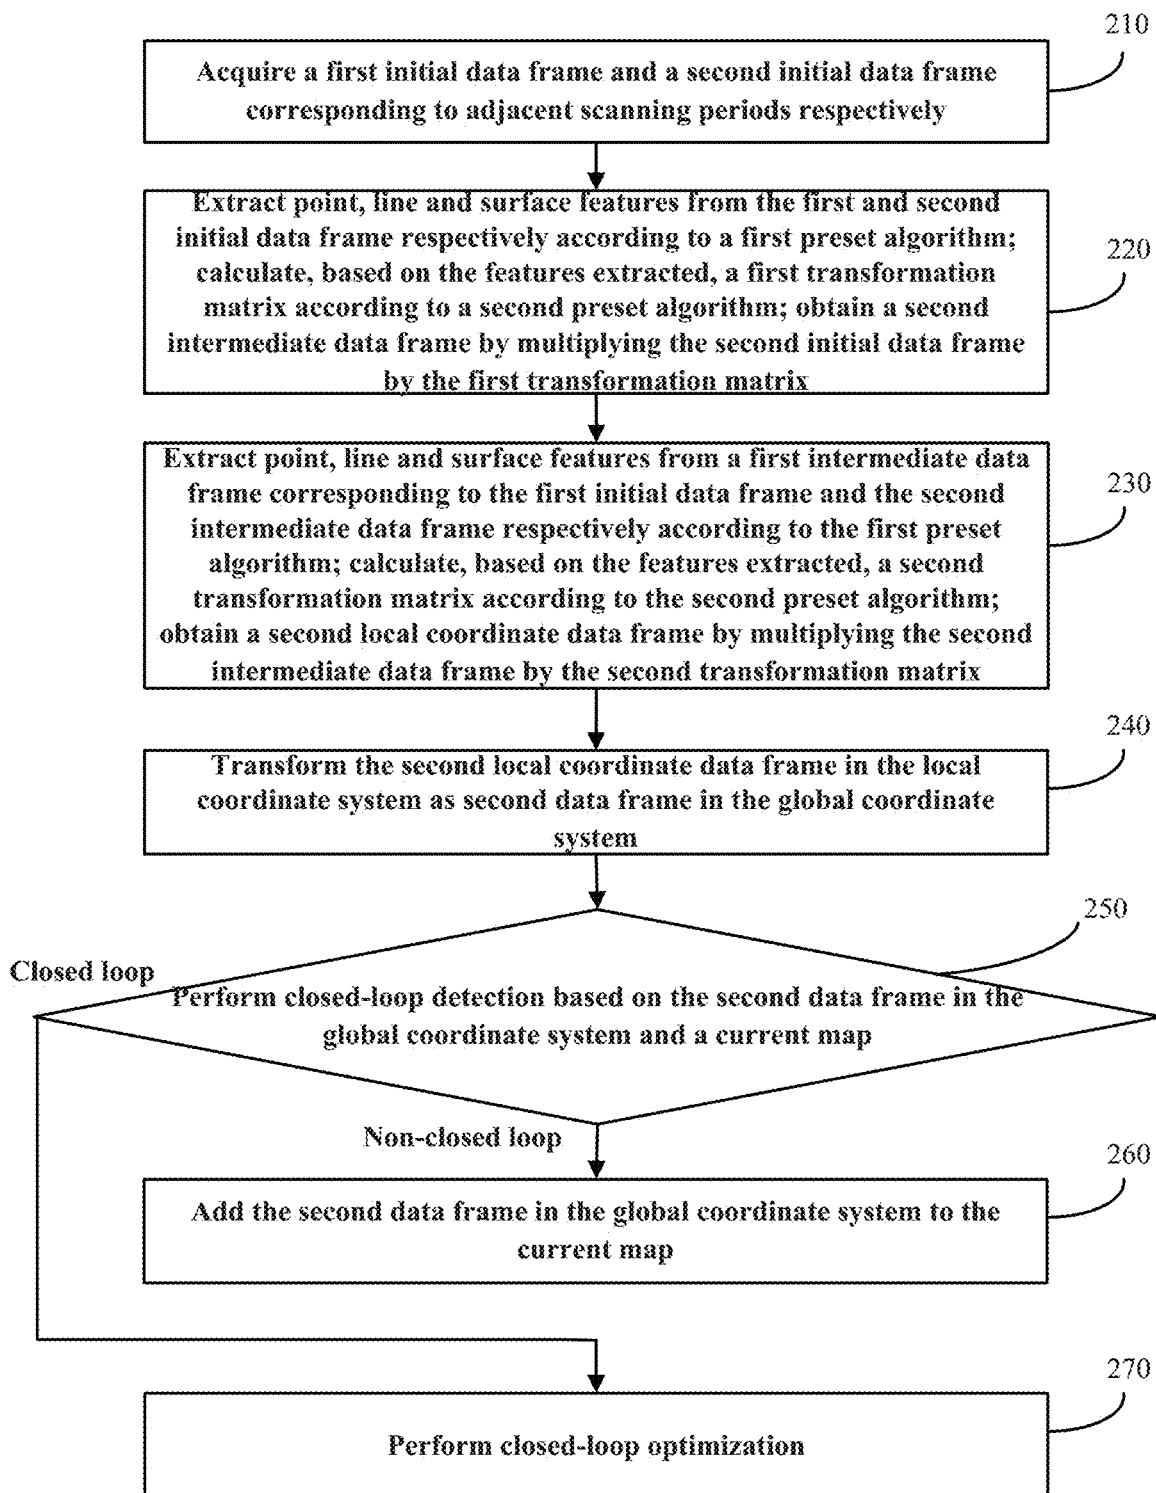 210
Acquire a first initial data frame and a second initial data frame
corresponding to adjacent scanning periods respectively
Extract point, line and surface features from the first and second
initial data frame respectively according to a first preset algorithm;
calculate, based on the features extracted, a first transformation
matrix according to a second preset algorithm; obtain a second
intermediate data frame by multiplying the second initial data frame
by the first transformation matrix
220
Extract point, line and surface features from a first intermediate data
frame corresponding to the first initial data frame and the second
intermediate data frame respectively according to the first preset
algorithm; calculate, based on the features extracted, a second
transformation matrix according to the second preset algorithm;
obtain a second local coordinate data frame by multiplying the second
intermediate data frame by the second transformation matrix
230
240
Transform the second local coordinate data frame in the local
coordinate system as second data frame in the global coordinate
system
250
Closed loop
Perform closed-loop detection based on the second data frame in the
global coordinate system and a current map
Non-closed loop
260
Add the second data frame in the global coordinate system to the
current map
270
Perform closed-loop optimization